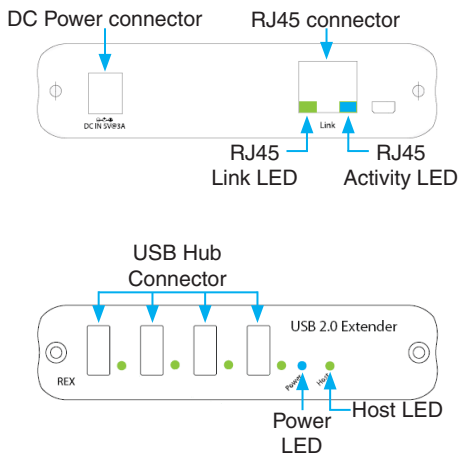 DC Power connector
RJ45 connector
DC IN 5V@3A
Link
RJ45
Link LED
RJ45
Activity LED
USB Hub
Connector
USB 2.0 Extender
REX
Power
Host
Power
LED
Host LED